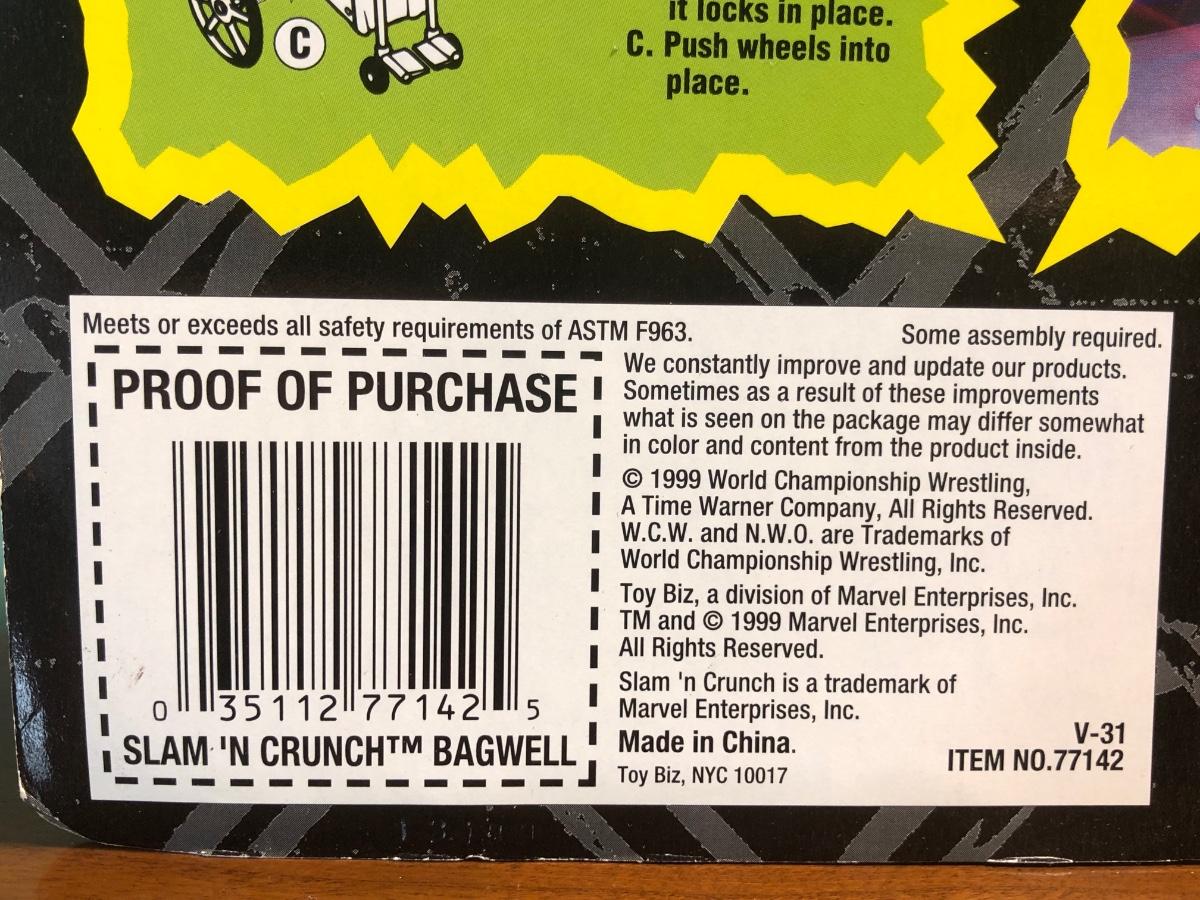 it locks in place.
C
C. Push wheels into
place.
Meets or exceeds all safety requirements of ASTM F963.
Some assembly required.
PROOF OF PURCHASE
0 35112 77142 5
SLAM 'N CRUNCH™ BAGWELL
We constantly improve and update our products.
Sometimes as a result of these improvements
what is seen on the package may differ somewhat
in color and content from the product inside.
© 1999 World Championship Wrestling,
A Time Warner Company, All Rights Reserved.
W.C.W. and N.W.O. are Trademarks of
World Championship Wrestling, Inc.
Toy Biz, a division of Marvel Enterprises, Inc.
TM and © 1999 Marvel Enterprises, Inc.
All Rights Reserved.
Slam 'n Crunch is a trademark of
Marvel Enterprises, Inc.
Made in China.
Toy Biz, NYC 10017
V-31
ITEM NO.77142